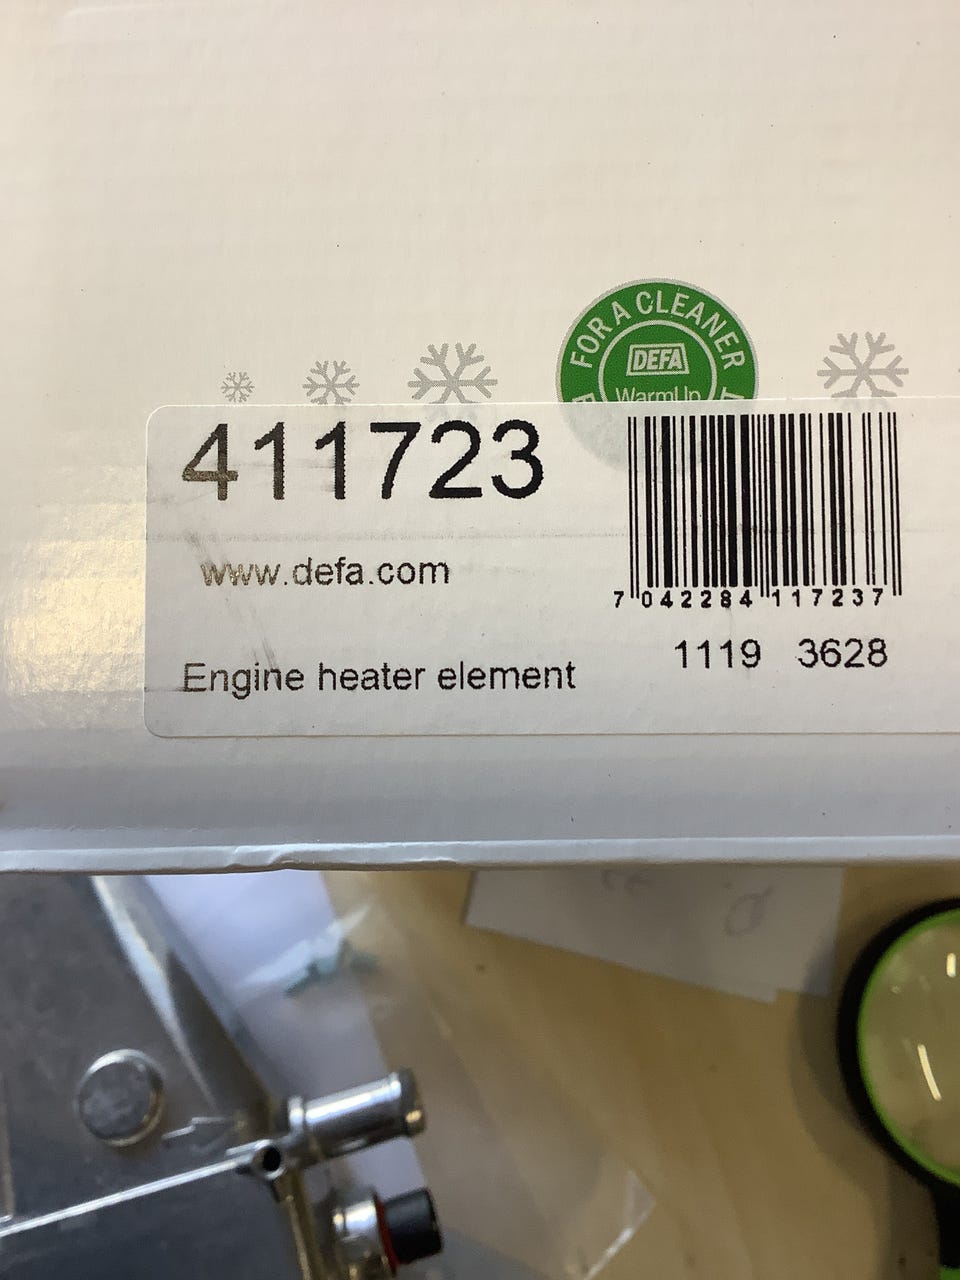 FOR A CLEANER
DEFA
WarmUp
411723
www.defa.com
7 042284 117237
1119 3628
Engine heater element